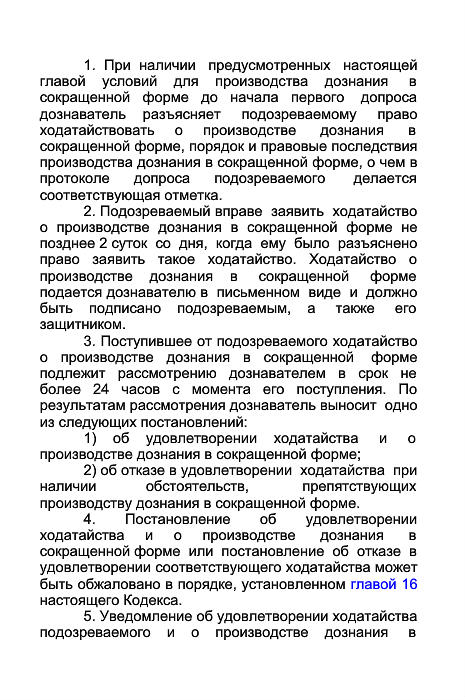 1. При наличии предусмотренных настоящей
главой условий для производства дознания в
сокращенной форме до начала первого допроса
дознаватель разъясняет подозреваемому право
ходатайствовать о производстве дознания в
сокращенной форме, порядок и правовые последствия
производства дознания в сокращенной форме, о чем в
протоколе допроса подозреваемого делается
соответствующая отметка.
2. Подозреваемый вправе заявить ходатайство
о производстве дознания в сокращенной форме не
позднее 2 суток со дня, когда ему было разъяснено
право заявить такое ходатайство. Ходатайство о
производстве дознания в сокращенной форме
подается дознавателю в письменном виде и должно
быть подписано подозреваемым, а также его
защитником.
3. Поступившее от подозреваемого ходатайство
о производстве дознания в сокращенной форме
подлежит рассмотрению дознавателем в срок не
более 24 часов с момента его поступления. По
результатам рассмотрения дознаватель выносит одно
из следующих постановлений:
1) об удовлетворении ходатайства и о
производстве дознания в сокращенной форме;
2) об отказе в удовлетворении ходатайства при
наличии обстоятельств, препятствующих
производству дознания в сокращенной форме.
4. Постановление об удовлетворении
ходатайства и о производстве дознания в
сокращенной форме или постановление об отказе в
удовлетворении соответствующего ходатайства может
быть обжаловано в порядке, установленном главой 16
настоящего Кодекса.
5. Уведомление об удовлетворении ходатайства
подозреваемого и о производстве дознания в